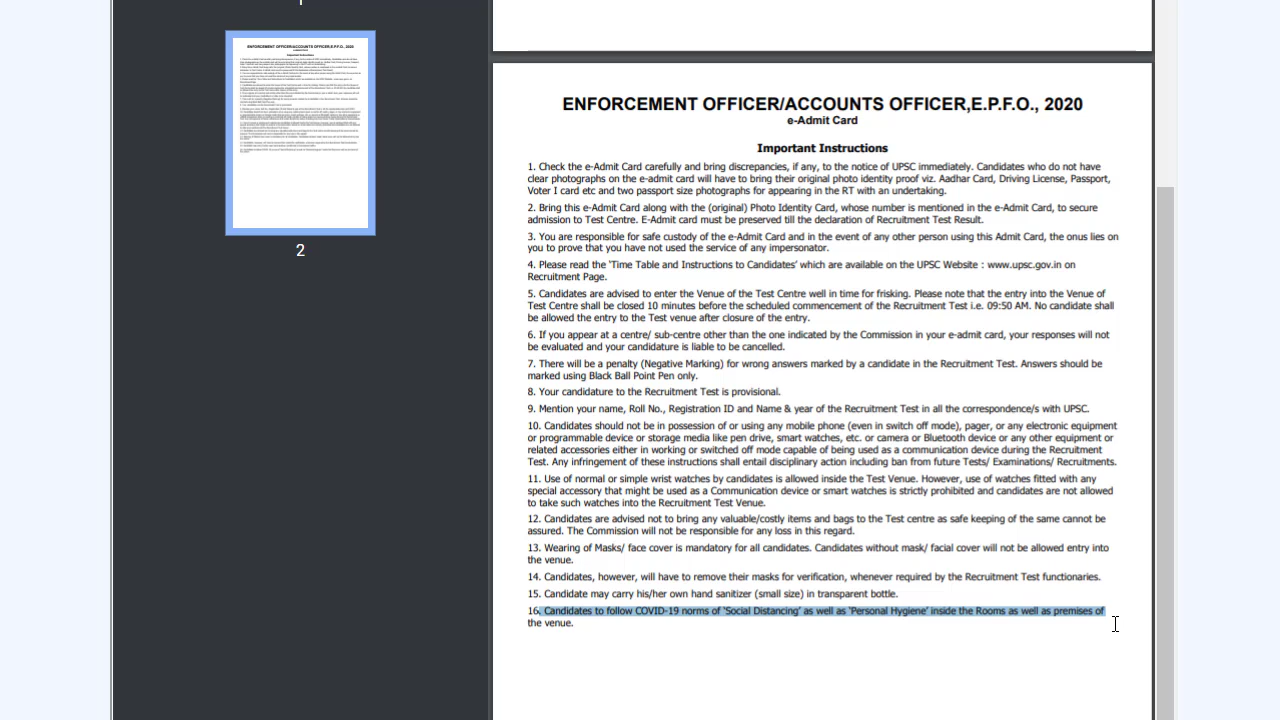 ENFORCEMENT OFFICER/ACCOUNTS OFFICER,E.P.F.O., 2020
e-Admit Card
Important Instructions
1. Check the e-Admit Card carefully and bring discrepancies, if any, to the notice of UPSC immediately. Candidates who do not have
clear photographs on the e-admit card will have to bring their original photo identity proof viz. Aadhar Card, Driving License, Passport,
Voter I card etc and two passport size photographs for appearing in the RT with an undertaking.
2. Bring this e-Admit Card along with the (original) Photo Identity Card, whose number is mentioned in the e-Admit Card, to secure
admission to Test Centre. E-Admit card must be preserved till the declaration of Recruitment Test Result.
3. You are responsible for safe custody of the e-Admit Card and in the event of any other person using this Admit Card, the onus lies on
you to prove that you have not used the service of any impersonator.
4. Please read the 'Time Table and Instructions to Candidates' which are available on the UPSC Website : www.upsc.gov.in on
Recruitment Page.
5. Candidates are advised to enter the Venue of the Test Centre well in time for frisking. Please note that the entry into the Venue of
Test Centre shall be closed 10 minutes before the scheduled commencement of the Recruitment Test i.e. 09:50 AM. No candidate shall
be allowed the entry to the Test venue after closure of the entry.
6. If you appear at a centre/ sub-centre other than the one indicated by the Commission in your e-admit card, your responses will not
be evaluated and your candidature is liable to be cancelled.
7. There will be a penalty (Negative Marking) for wrong answers marked by a candidate in the Recruitment Test. Answers should be
marked using Black Ball Point Pen only.
8. Your candidature to the Recruitment Test is provisional.
9. Mention your name, Roll No., Registration ID and Name & year of the Recruitment Test in all the correspondence/s with UPSC.
10. Candidates should not be in possession of or using any mobile phone (even in switch off mode), pager, or any electronic equipment
or programmable device or storage media like pen drive, smart watches, etc. or camera or Bluetooth device or any other equipment or
related accessories either in working or switched off mode capable of being used as a communication device during the Recruitment
Test. Any infringement of these instructions shall entail disciplinary action including ban from future Tests/ Examinations/ Recruitments.
11. Use of normal or simple wrist watches by candidates is allowed inside the Test Venue. However, use of watches fitted with any
special accessory that might be used as a Communication device or smart watches is strictly prohibited and candidates are not allowed
to take such watches into the Recruitment Test Venue.
12. Candidates are advised not to bring any valuable/costly items and bags to the Test centre as safe keeping of the same cannot be
assured. The Commission will not be responsible for any loss in this regard.
13. Wearing of Masks/ face cover is mandatory for all candidates. Candidates without mask/ facial cover will not be allowed entry into
the venue.
14. Candidates, however, will have to remove their masks for verification, whenever required by the Recruitment Test functionaries.
15. Candidate may carry his/her own hand sanitizer (small size) in transparent bottle.
16. Candidates to follow COVID-19 norms of 'Social Distancing' as well as 'Personal Hygiene' inside the Rooms as well as premises of
the venue.
ENFORCEMENT OFFICER/ACCOUNTS OFFICER,E.P.F.O., 2020
Important Instructions
2